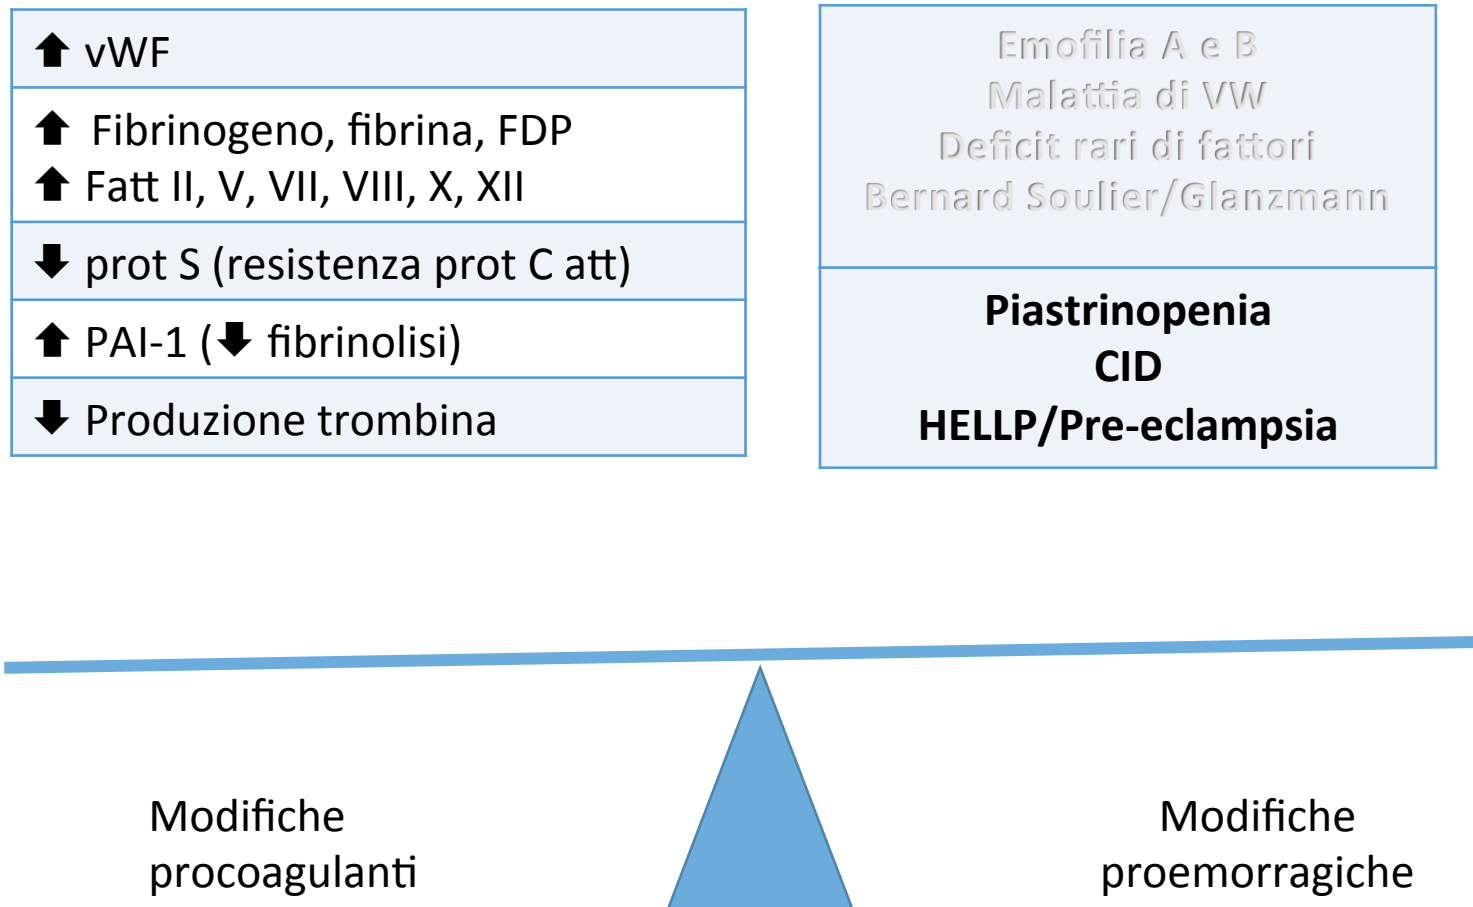 ⬆ vWF
⬆ Fibrinogeno, fibrina, FDP
⬆ Fatt II, V, VII, VIII, X, XII
⬇ prot S (resistenza prot C att)
⬆ PAI-1 (⬇ fibrinolisi)
⬇ Produzione trombina
Emofilia A e B
Malattia di VW
Deficit rari di fattori
Bernard Soulier/Glanzmann
Piastrinopenia
CID
HELLP/Pre-eclampsia
Modifiche
procoagulanti
Modifiche
proemorragiche